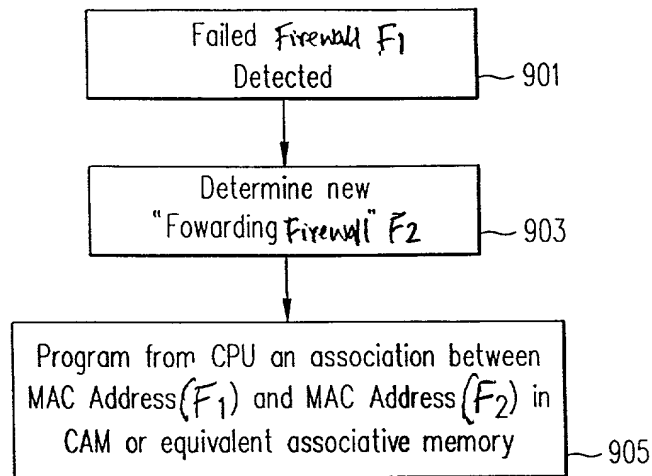 Failed Firewall F1
Detected
901
Determine new
"Fowarding Firewall" F2
903
Program from CPU an association between
MAC Address (F1) and MAC Address (F2) in
CAM or equivalent associative memory
905